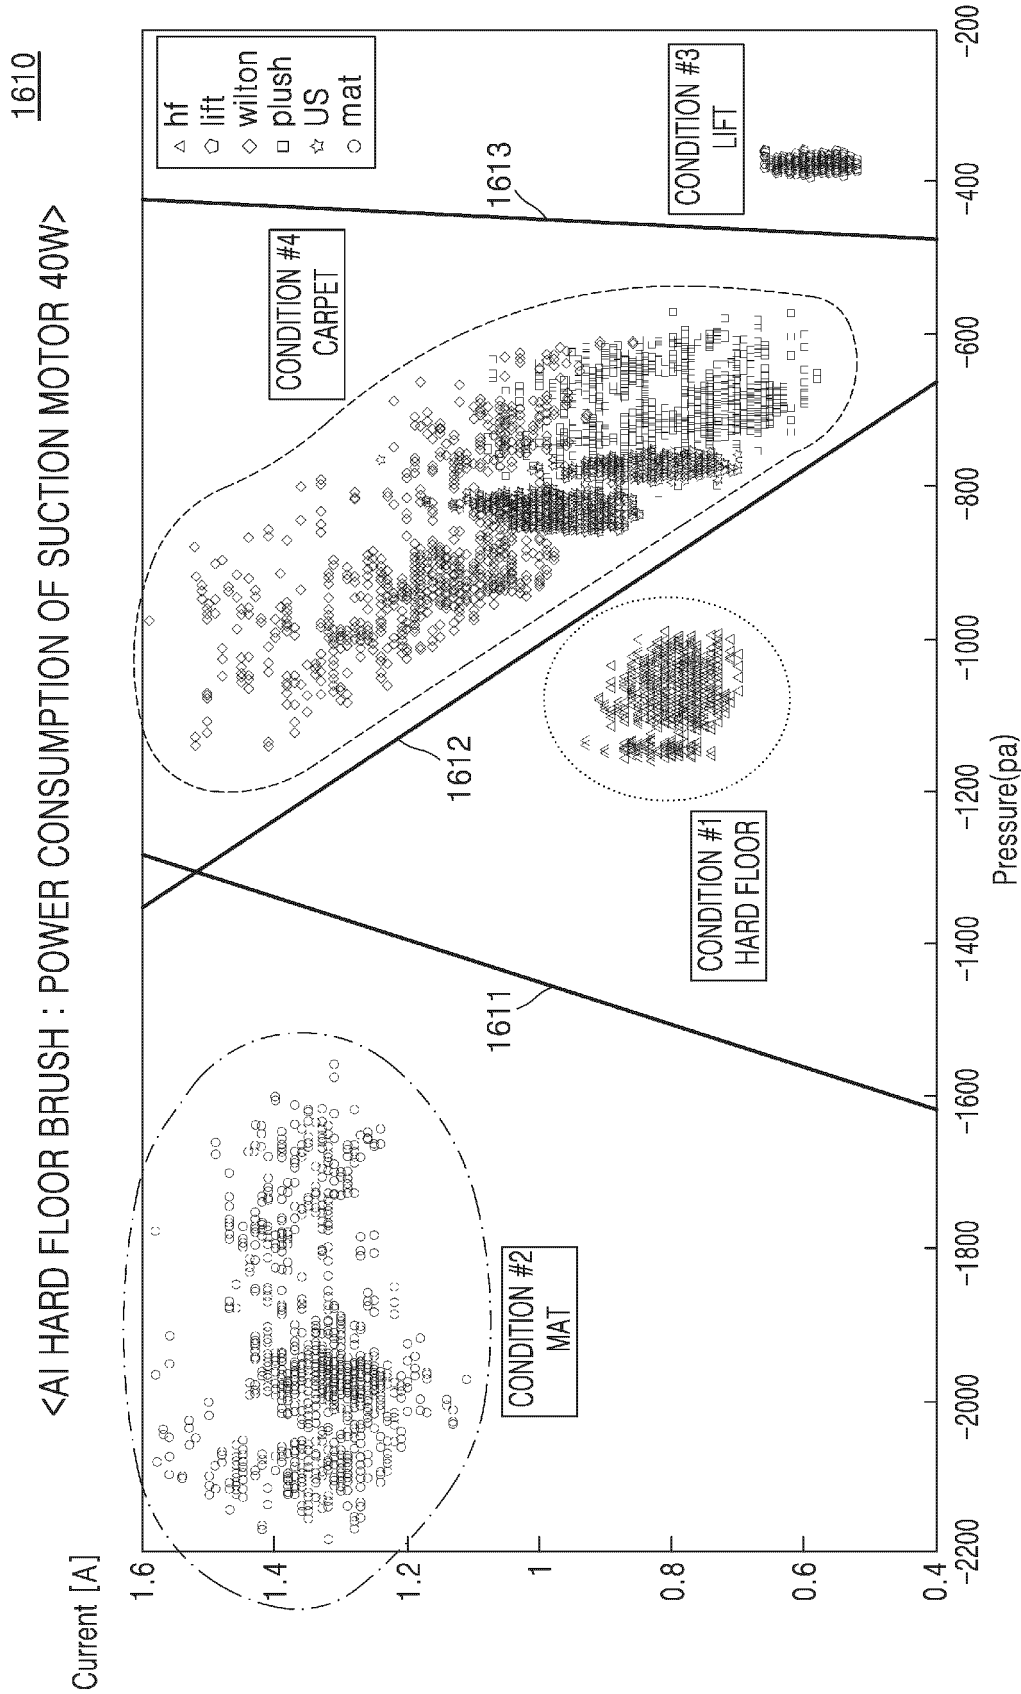 1610
<AI HARD FLOOR BRUSH : POWER CONSUMPTION OF SUCTION MOTOR 40W>
Current [A]
1.6
1.4
1.2
1
0.8
0.6
0.4
-2200
-2000
-1800
-1600
-1400
-1200
-1000
-800
-600
-400
-200
Pressure(pa)
hf
lift
wilton
plush
US
mat
CONDITION #2
MAT
1611
CONDITION #1
HARD FLOOR
1612
CONDITION #4
CARPET
1613
CONDITION #3
LIFT